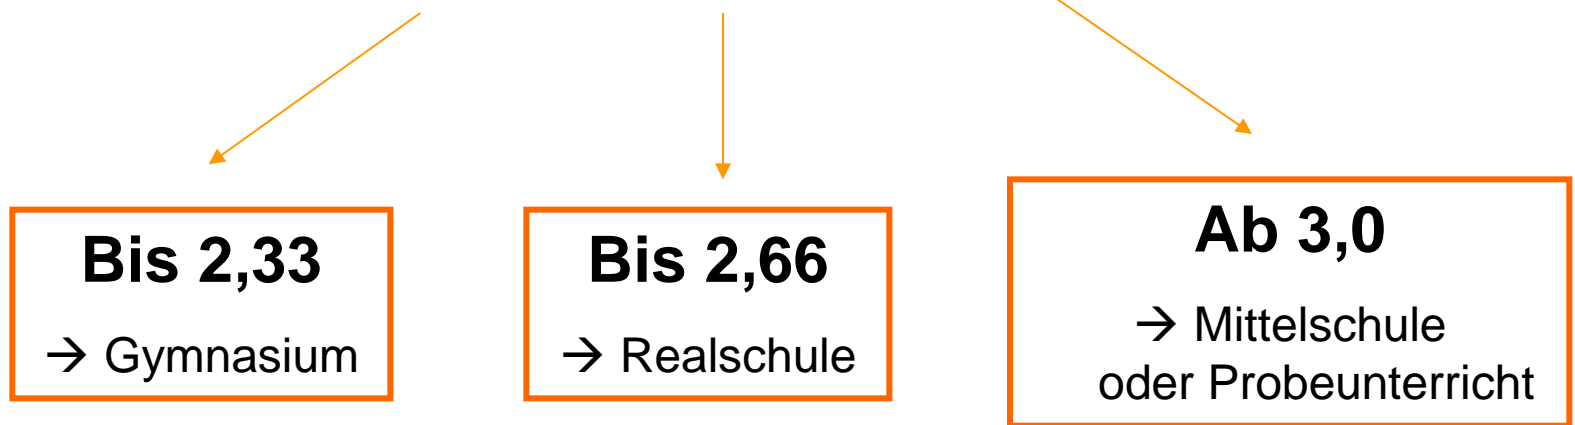 Bis 2,33
→ Gymnasium
Bis 2,66
→ Realschule
Ab 3,0
→ Mittelschule
oder Probeunterricht